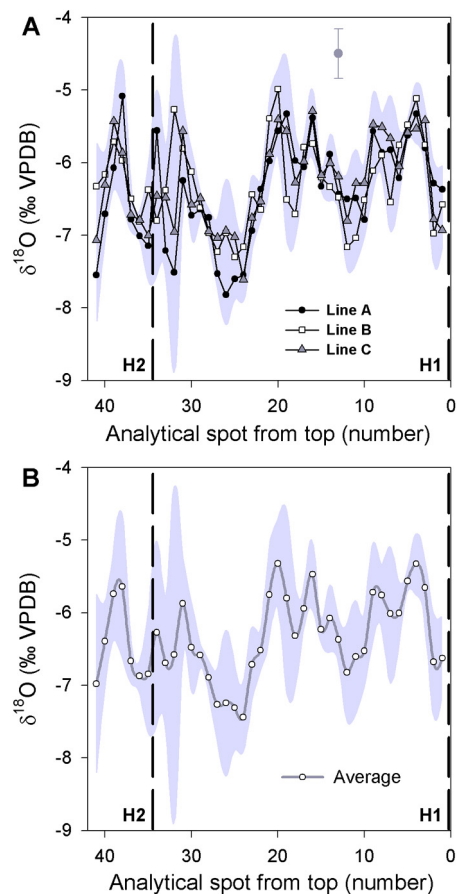 A
-4
-5
-6
-7
-8
-9
δ18O (‰ VPDB)
Line A
Line B
Line C
H2
H1
40 30 20 10 0
Analytical spot from top (number)
B
-4
-5
-6
-7
-8
-9
δ18O (‰ VPDB)
Average
H2
H1
40 30 20 10 0
Analytical spot from top (number)